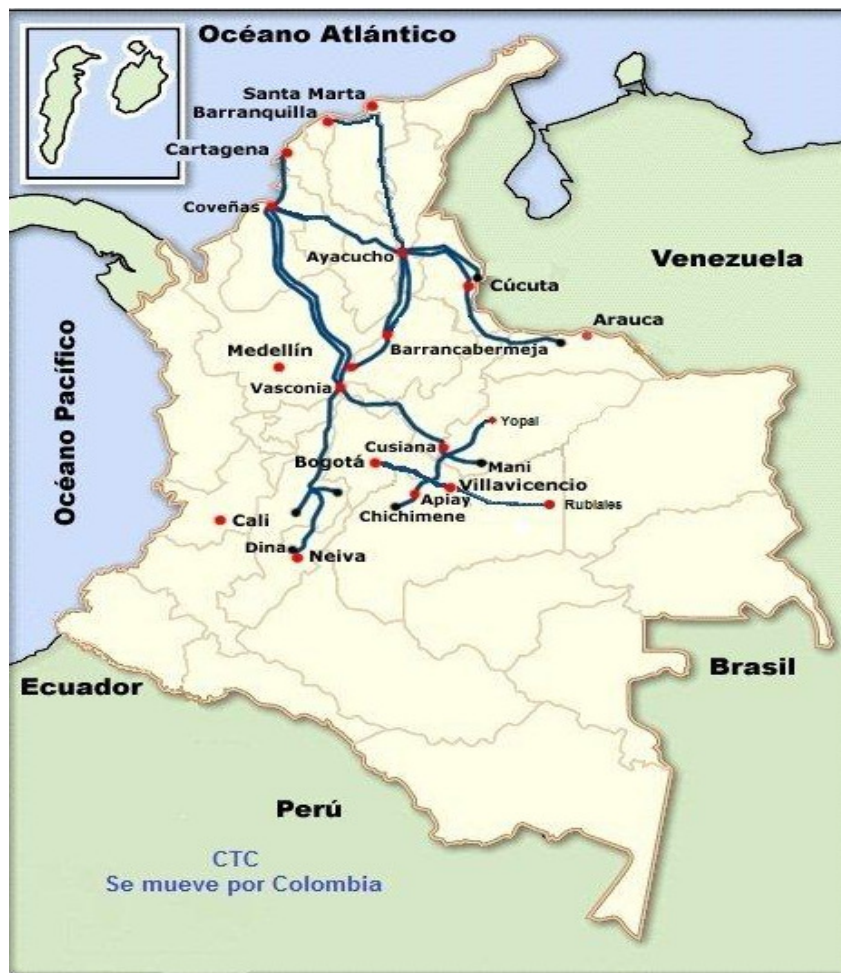 Océano Atlántico
Santa Marta
Barranquilla
Cartagena
Coveñas
Ayacucho
Venezuela
Cúcuta
Arauca
Océano Pacífico
Medellín
Barrancabermeja
Vasconia
Yopal
Cusiana
Bogotá
Mani
Villavicencio
Apiay
Rubiales
Chichimene
Cali
Dina
Neiva
Ecuador
Brasil
Perú
CTC
Se mueve por Colombia